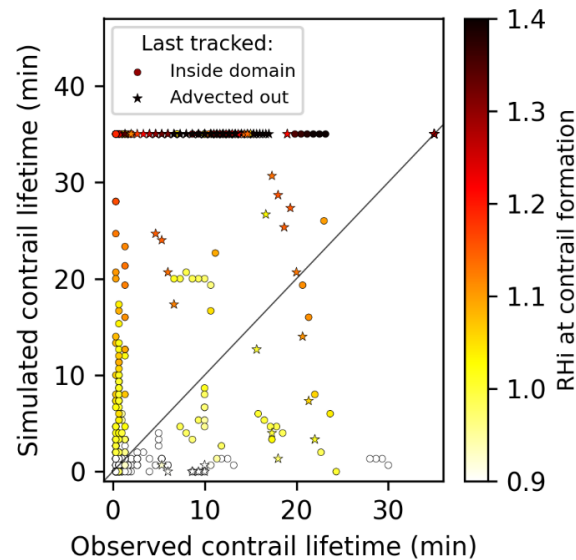 Last tracked:
Inside domain
Advected out
Simulated contrail lifetime (min)
40
30
20
10
0
0
10
20
30
Observed contrail lifetime (min)
1.4
1.3
1.2
1.1
1.0
0.9
RHi at contrail formation